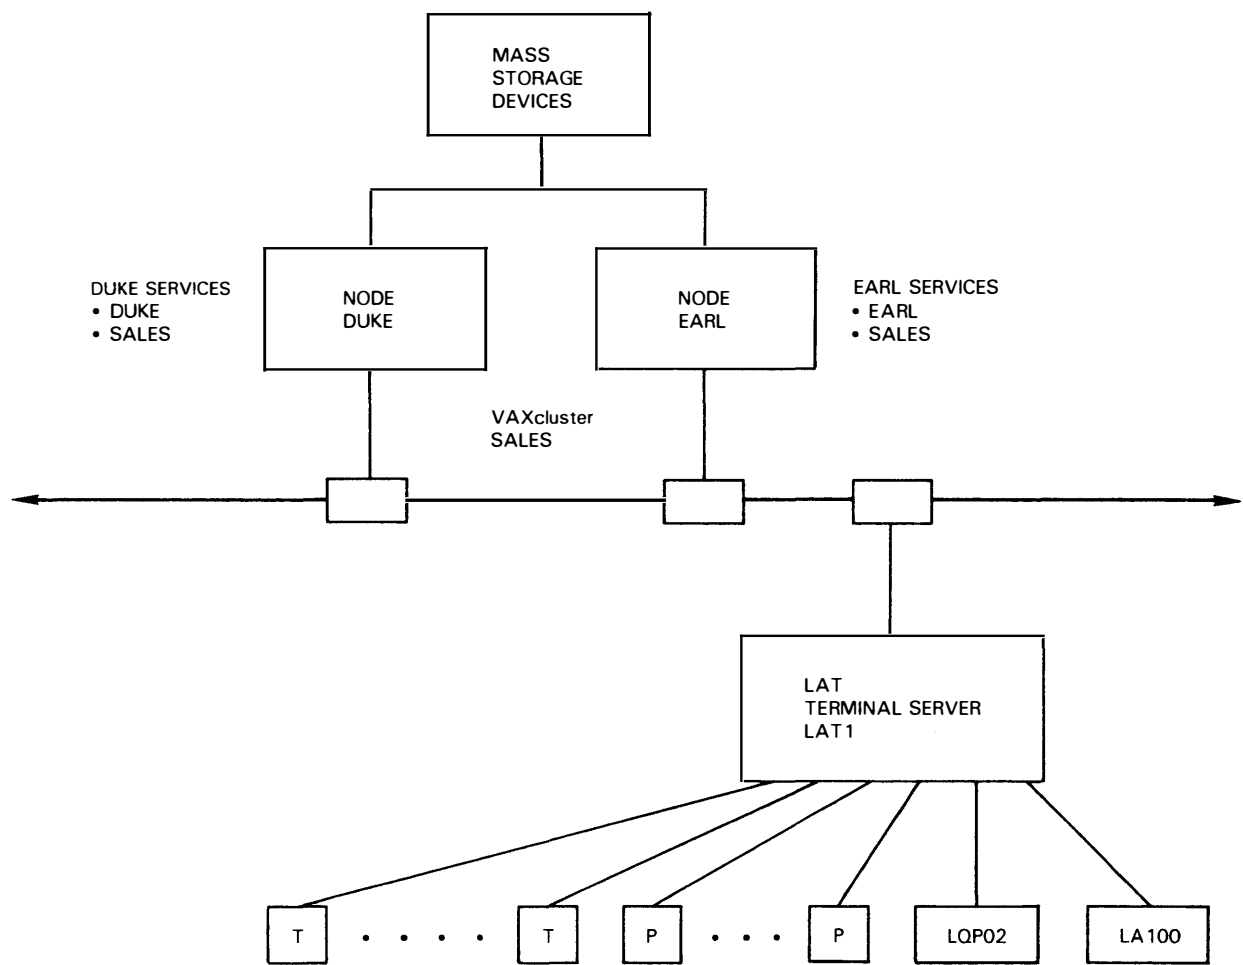 MASS
STORAGE
DEVICES
DUKE SERVICES
• DUKE
• SALES
NODE
DUKE
NODE
EARL
EARL SERVICES
• EARL
• SALES
VAXcluster
SALES
LAT
TERMINAL SERVER
LAT1
T . . . . T P . . . P LQP02 LA100